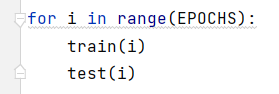 for i in range(EPOCHS):
    train(i)
    test(i)